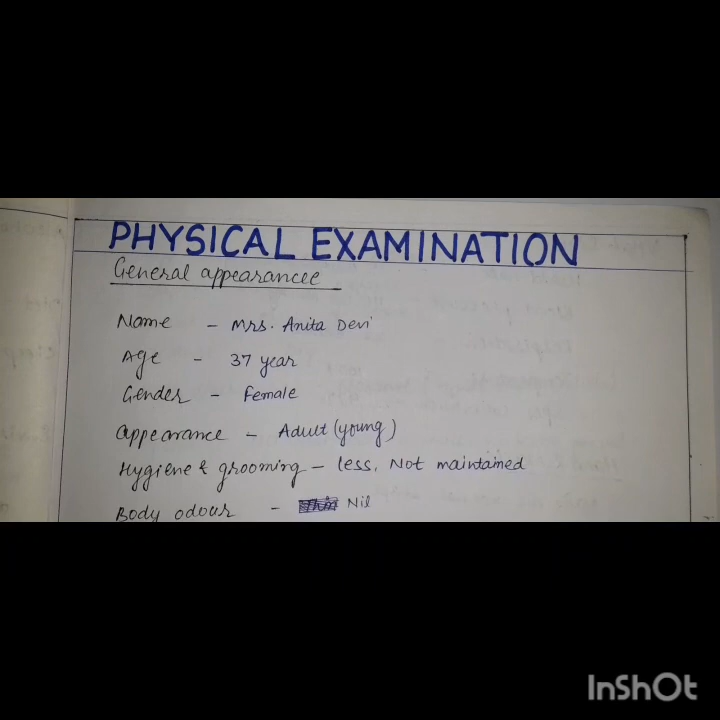 PHYSICAL EXAMINATION
General appearancee
Name - Mrs. Anita Devi
Age - 37 year
Gender - Female
Appearance - Adult (young)
Hygiene & grooming - less, Not maintained
Body odour - Nil
InShOt